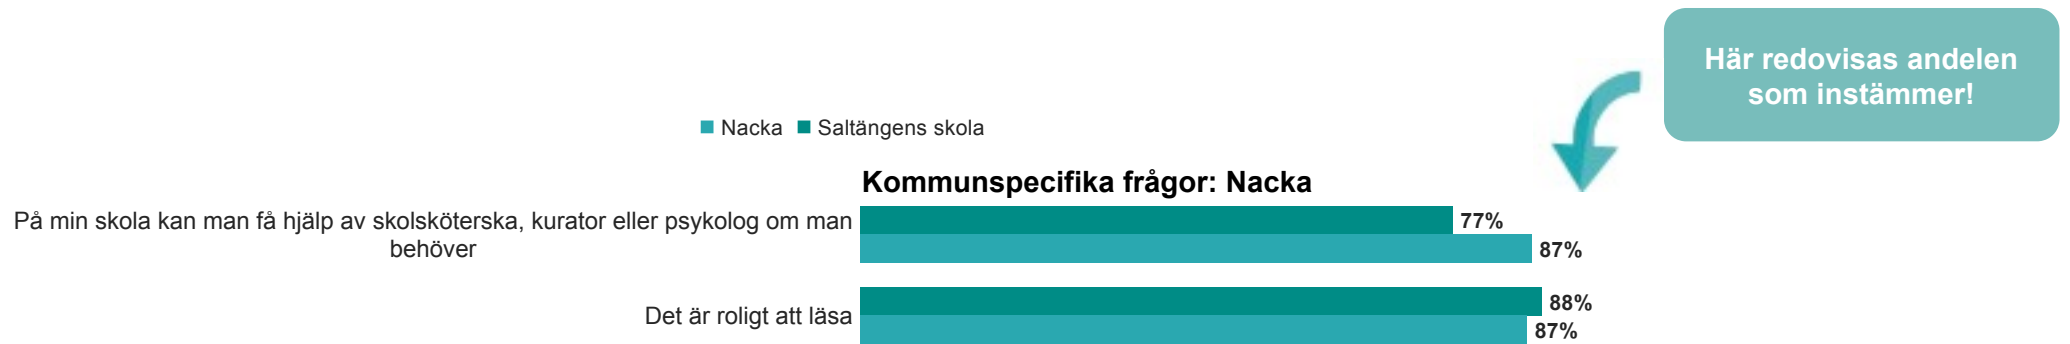 Här redovisas andelen
som instämmer!
Nacka Saltängens skola
Kommunspecifika frågor: Nacka
På min skola kan man få hjälp av skolsköterska, kurator eller psykolog om man
behöver
77%
87%
Det är roligt att läsa
88%
87%